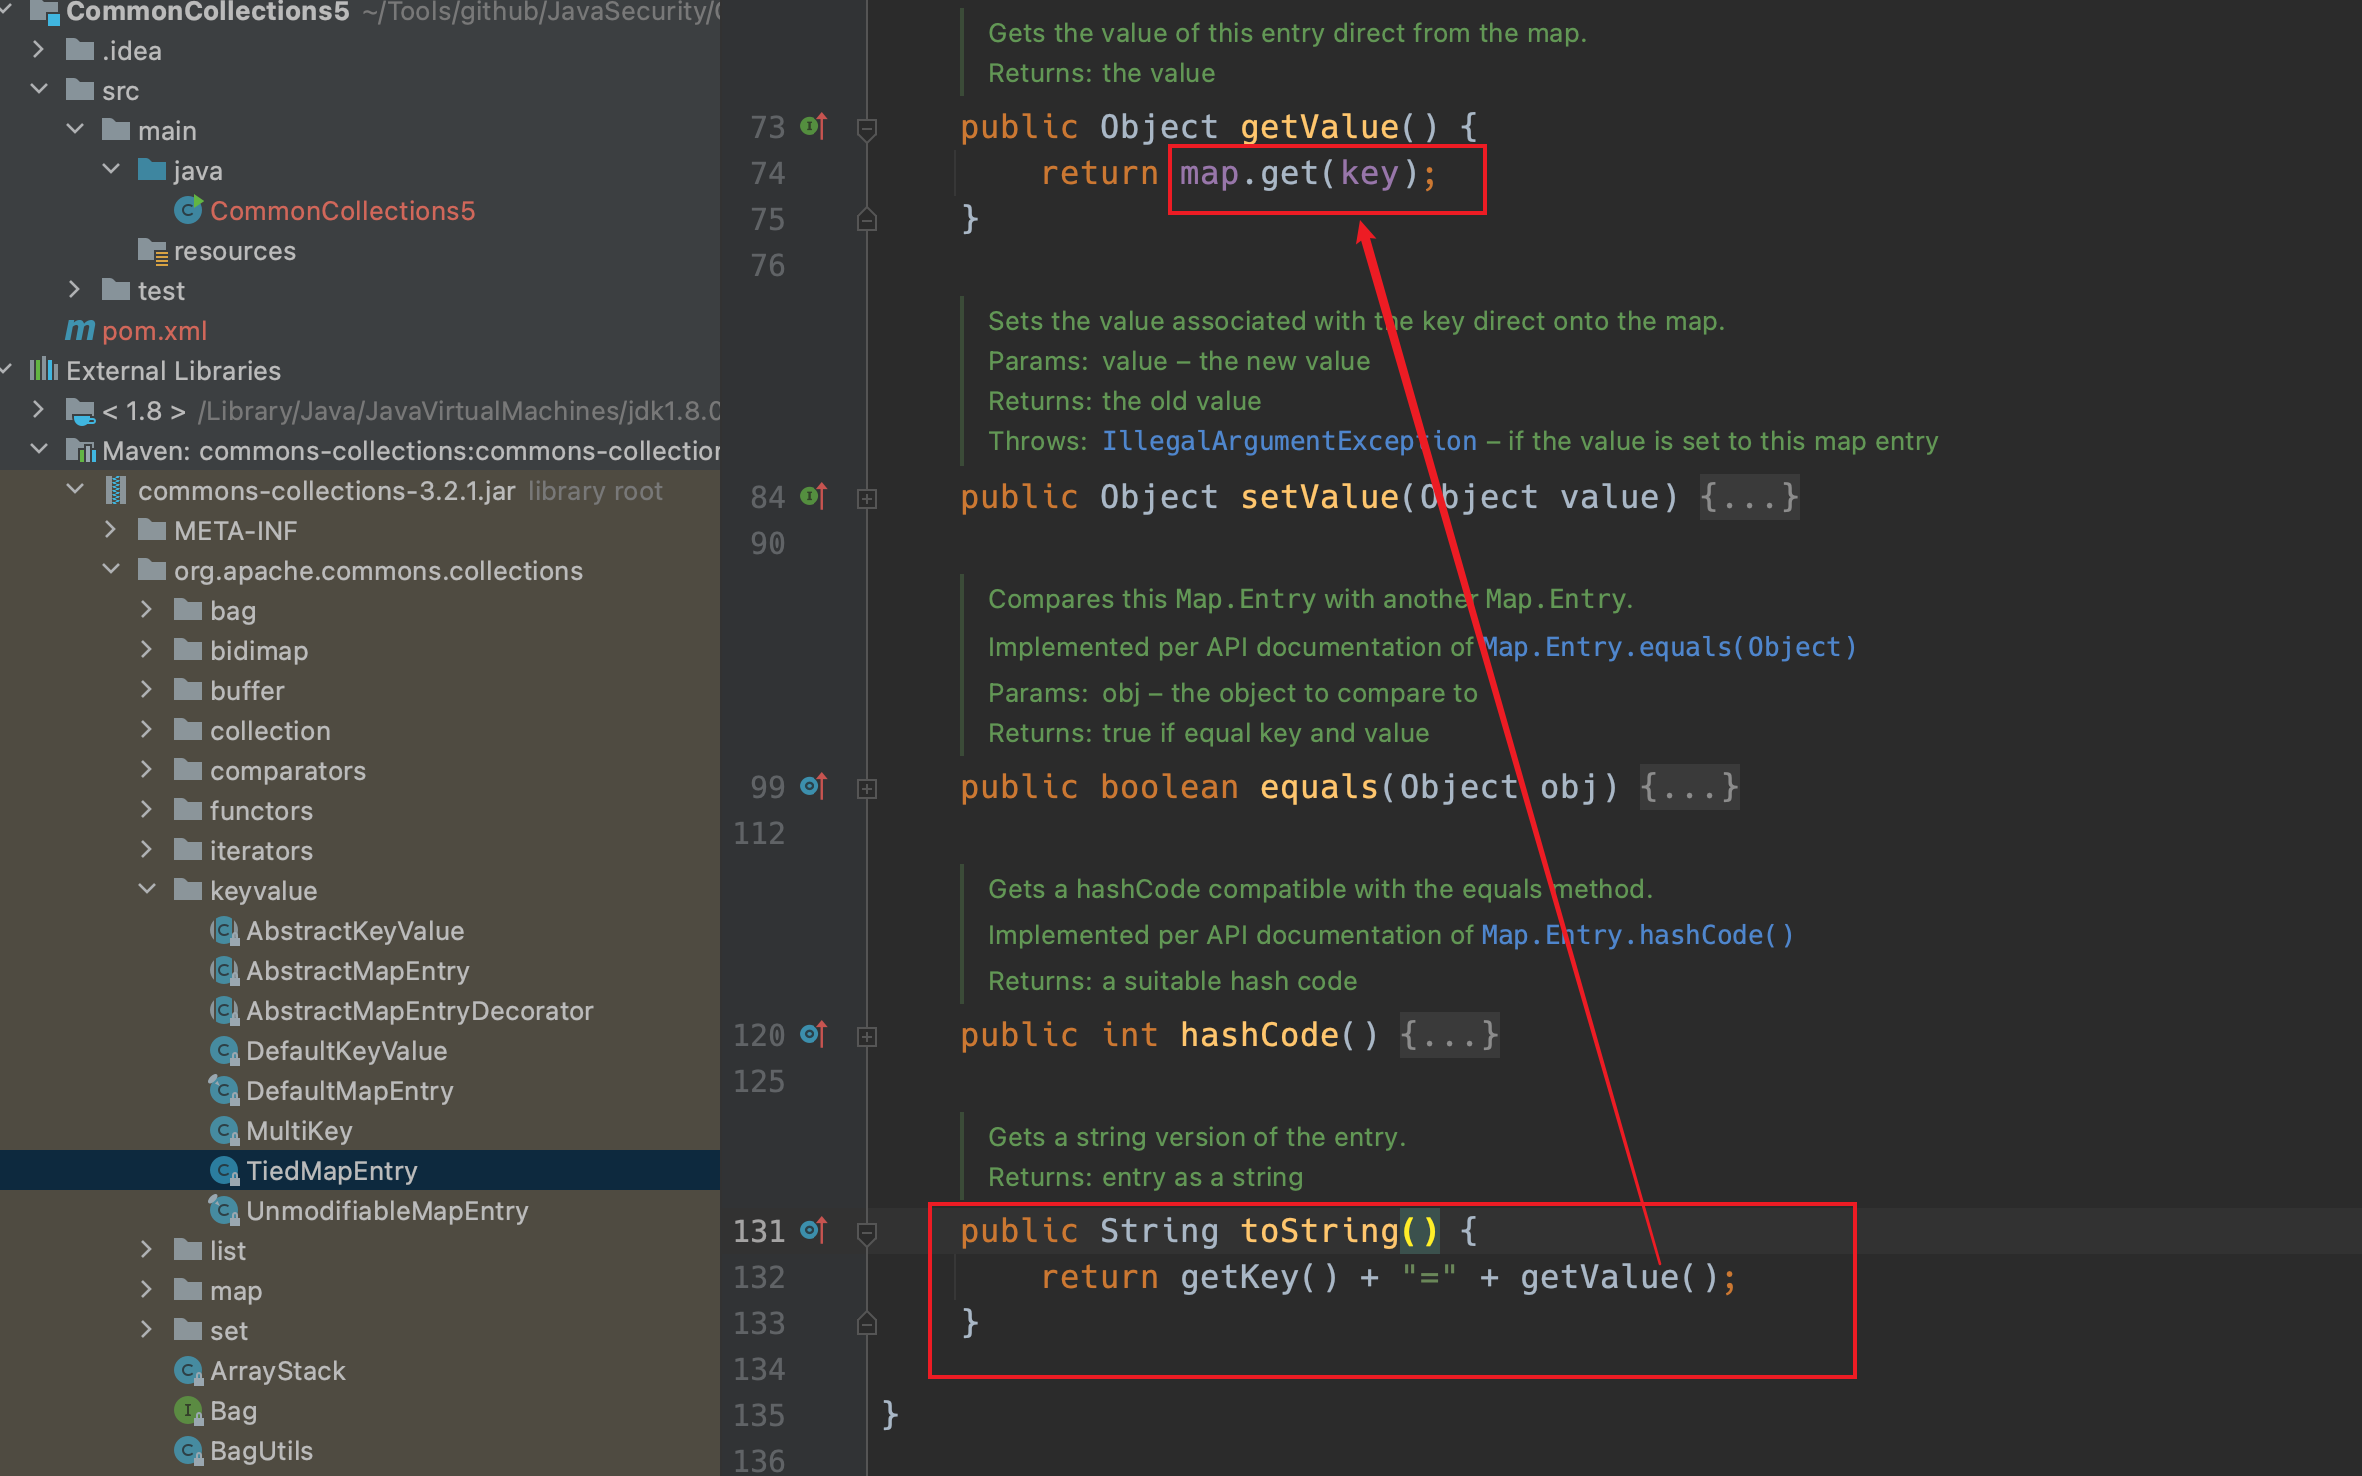 CommonCollections5 ~/Tools/github/JavaSecurity/
.idea
src
main
java
CommonCollections5
resources
test
pom.xml
External Libraries
< 1.8 > /Library/Java/JavaVirtualMachines/jdk1.8.0
Maven: commons-collections:commons-collection
commons-collections-3.2.1.jar library root
META-INF
org.apache.commons.collections
bag
bidimap
buffer
collection
comparators
functors
iterators
keyvalue
AbstractKeyValue
AbstractMapEntry
AbstractMapEntryDecorator
DefaultKeyValue
DefaultMapEntry
MultiKey
TiedMapEntry
UnmodifiableMapEntry
list
map
set
ArrayStack
Bag
BagUtils
Gets the value of this entry direct from the map.
Returns: the value
73 public Object getValue() {
74 return map.get(key);
75 }
76
Sets the value associated with the key direct onto the map.
Params: value – the new value
Returns: the old value
Throws: IllegalArgumentException – if the value is set to this map entry
84 public Object setValue(Object value) {...}
90
Compares this Map.Entry with another Map.Entry.
Implemented per API documentation of Map.Entry.equals(Object)
Params: obj – the object to compare to
Returns: true if equal key and value
99 public boolean equals(Object obj) {...}
112
Gets a hashCode compatible with the equals method.
Implemented per API documentation of Map.Entry.hashCode()
Returns: a suitable hash code
120 public int hashCode() {...}
125
Gets a string version of the entry.
Returns: entry as a string
131 public String toString() {
132 return getKey() + "=" + getValue();
133 }
134
135 }
136